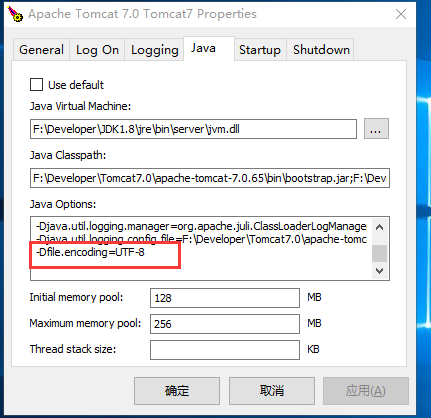 Apache Tomcat 7.0 Tomcat7 Properties
General
Log On
Logging
Java
Startup
Shutdown
Use default
Java Virtual Machine:
F:\Developer\JDK1.8\jre\bin\server\jvm.dll
...
Java Classpath:
F:\Developer\Tomcat7.0\apache-tomcat-7.0.65\bin\bootstrap.jar;F:\Dev
Java Options:
-Djava.util.logging.manager=org.apache.juli.ClassLoaderLogManage
-Djava.util.logging.config.file=F:\Developer\Tomcat7.0\apache-tomc
-Dfile.encoding=UTF-8
Initial memory pool:
128
MB
Maximum memory pool:
256
MB
Thread stack size:
KB
确定
取消
应用(A)